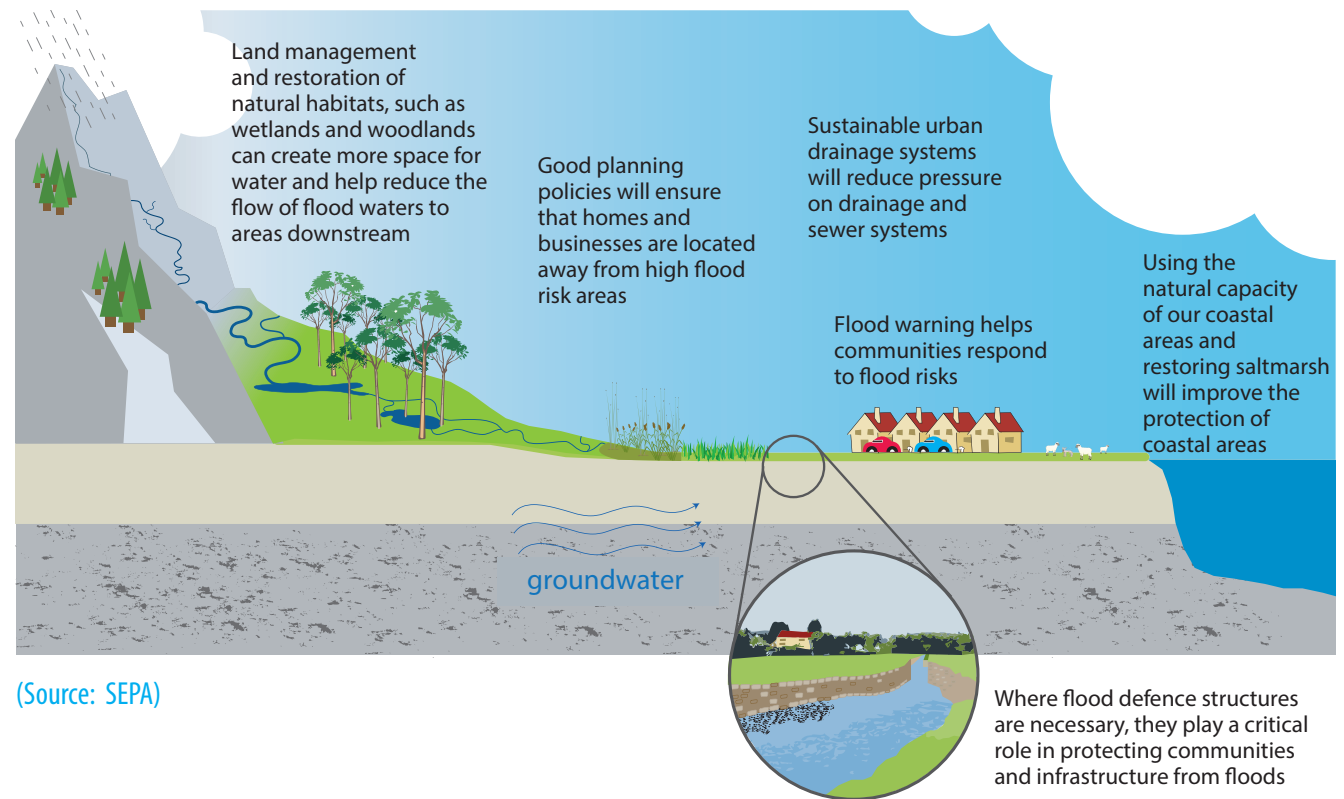 Land management
and restoration of
natural habitats, such as
wetlands and woodlands
can create more space for
water and help reduce the
flow of flood waters to
areas downstream
Good planning
policies will ensure
that homes and
businesses are located
away from high flood
risk areas
Sustainable urban
drainage systems
will reduce pressure
on drainage and
sewer systems
Flood warning helps
communities respond
to flood risks
Using the
natural capacity
of our coastal
areas and
restoring saltmarsh
will improve the
protection of
coastal areas
groundwater
(Source: SEPA)
Where flood defence structures
are necessary, they play a critical
role in protecting communities
and infrastructure from floods